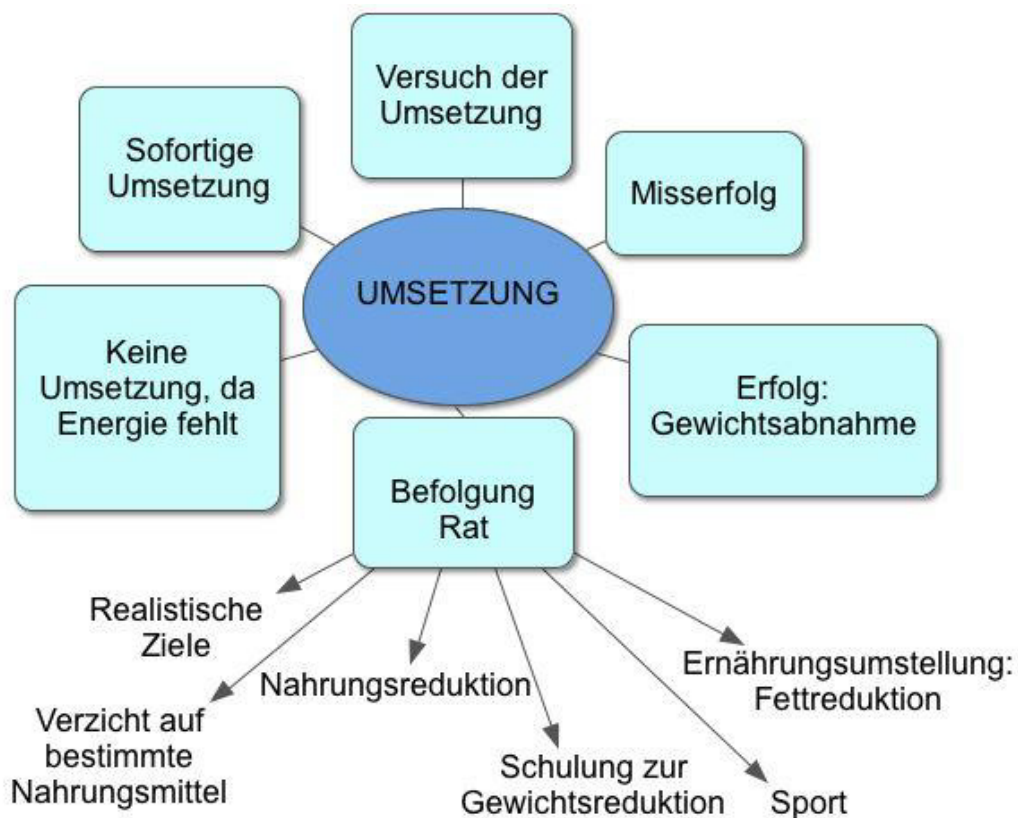 Versuch der
Umsetzung
Sofortige
Umsetzung
Misserfolg
UMSETZUNG
Keine
Umsetzung, da
Energie fehlt
Erfolg:
Gewichtsabnahme
Befolgung
Rat
Realistische
Ziele
Verzicht auf
bestimmte
Nahrungsmittel
Nahrungsreduktion
Schulung zur
Gewichtsreduktion
Sport
Ernährungsumstellung:
Fettreduktion